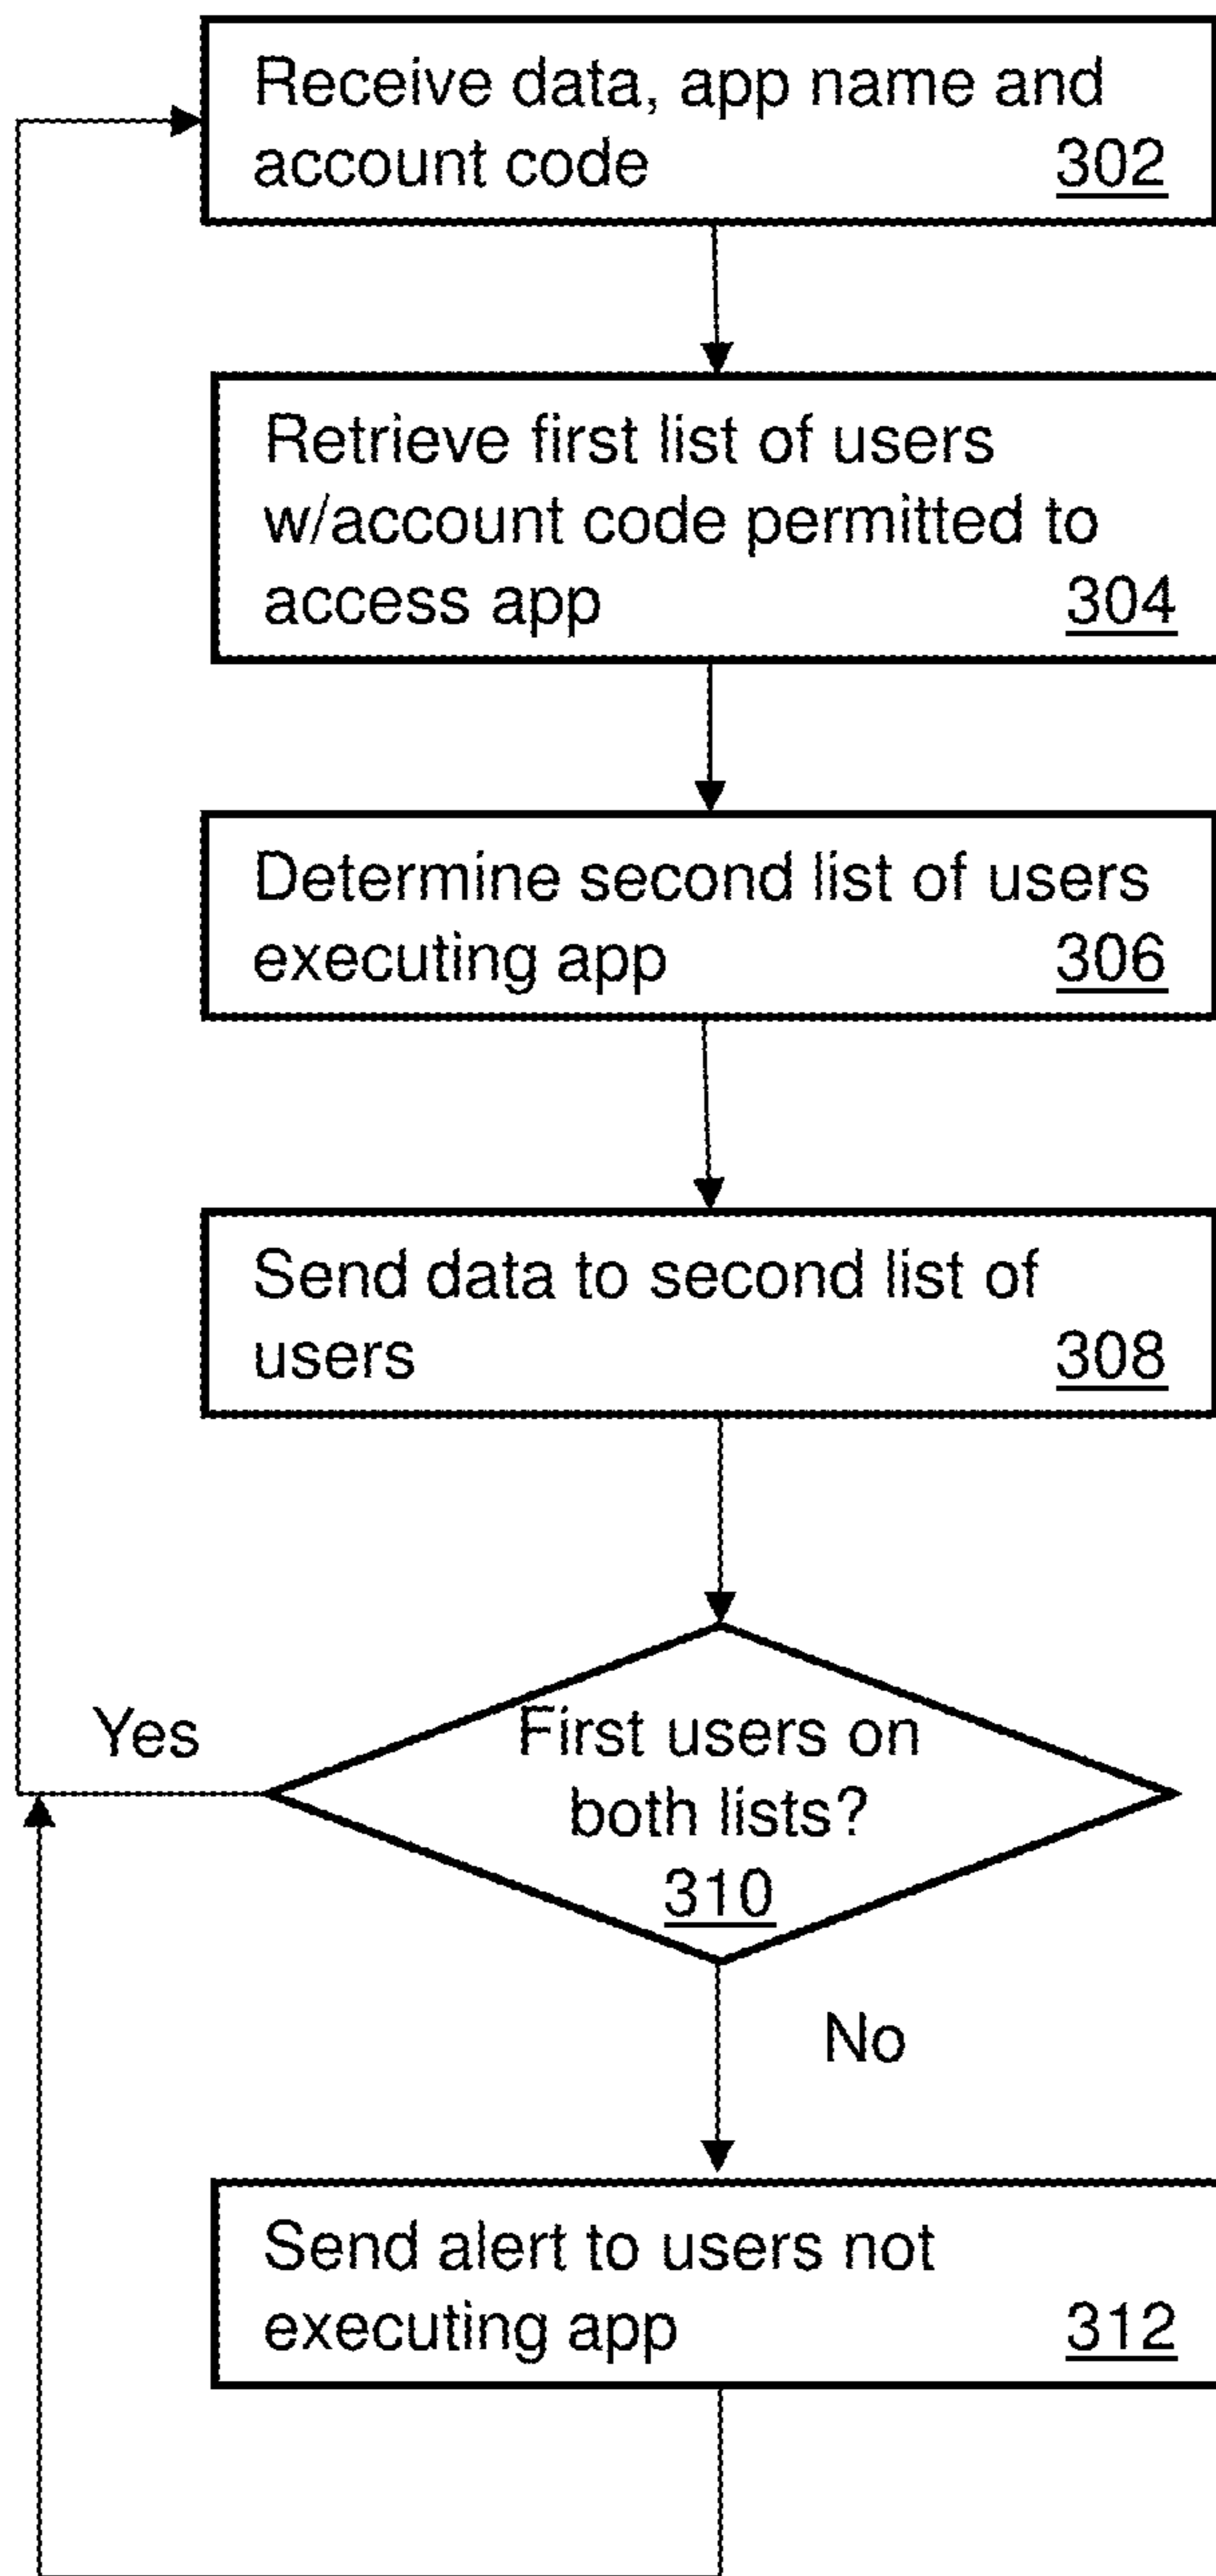 Receive data, app name and
account code 302
Retrieve first list of users
w/account code permitted to
access app 304
Determine second list of users
executing app 306
Send data to second list of
users 308
Yes
First users on
both lists?
310
No
Send alert to users not
executing app 312